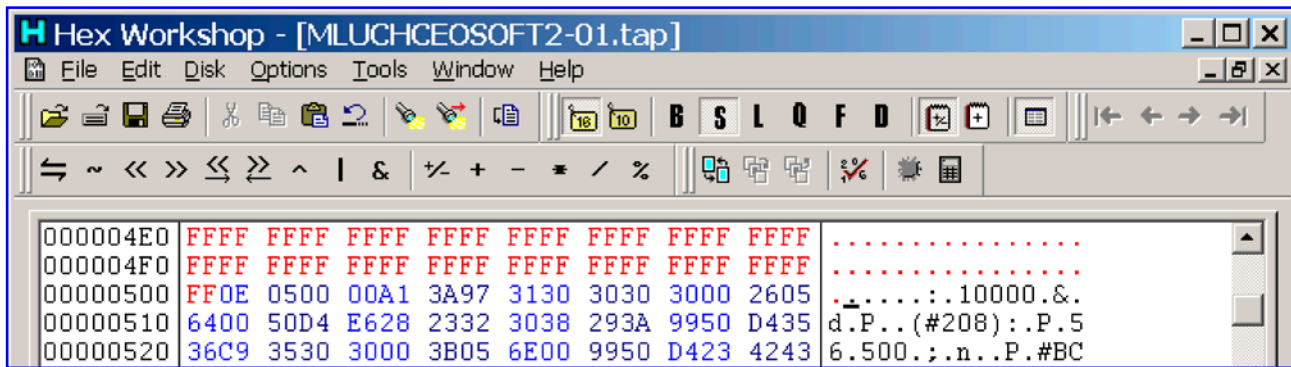 Hex Workshop - [MLUCHCEOSOFT2-01.tap]
File Edit Disk Options Tools Window Help
16 10 B S L Q F D
000004E0 FFFF FFFF FFFF FFFF FFFF FFFF FFFF FFFF ................
000004F0 FFFF FFFF FFFF FFFF FFFF FFFF FFFF FFFF ................
00000500 FF0E 0500 00A1 3A97 3130 3030 3000 2605 ......:.10000.&.
00000510 6400 50D4 E628 2332 3038 293A 9950 D435 d.P..(#208):.P.5
00000520 36C9 3530 3000 3B05 6E00 9950 D423 4243 6.500.;.n..P.#BC